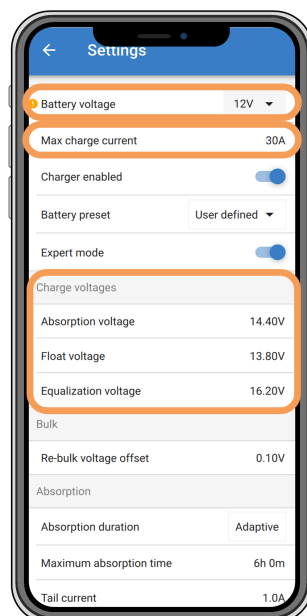 Settings
Battery voltage 12V
Max charge current 30A
Charger enabled
Battery preset User defined
Expert mode
Charge voltages
Absorption voltage 14.40V
Float voltage 13.80V
Equalization voltage 16.20V
Bulk
Re-bulk voltage offset 0.10V
Absorption
Absorption duration Adaptive
Maximum absorption time 6h 0m
Tail current 1.0A